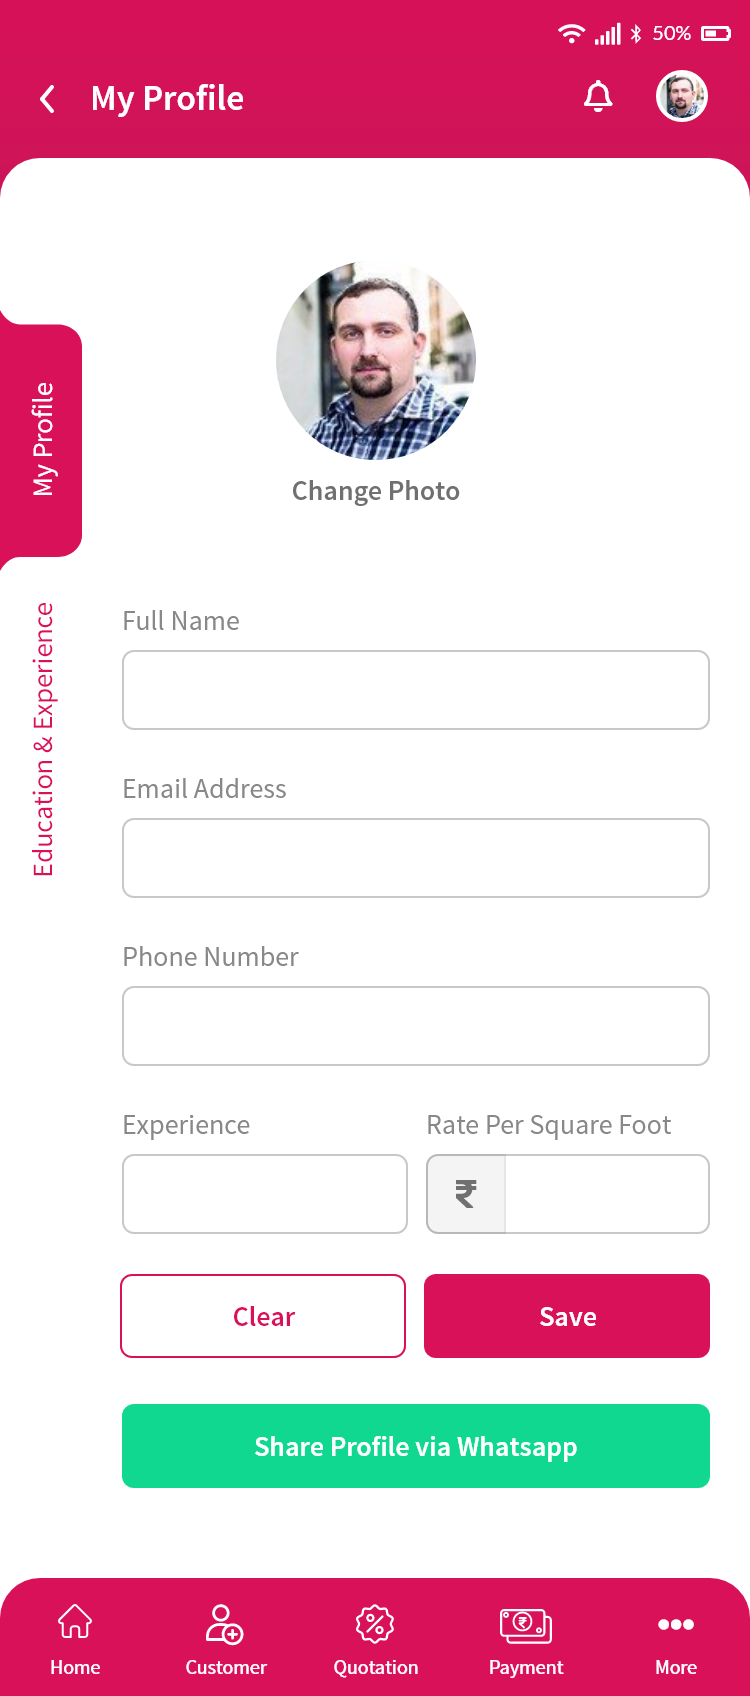 50%
My Profile
Change Photo
My Profile
Education & Experience
Full Name
Email Address
Phone Number
Experience
Rate Per Square Foot
₹
Clear
Save
Share Profile via Whatsapp
₹
Home
Customer
Quotation
Payment
More